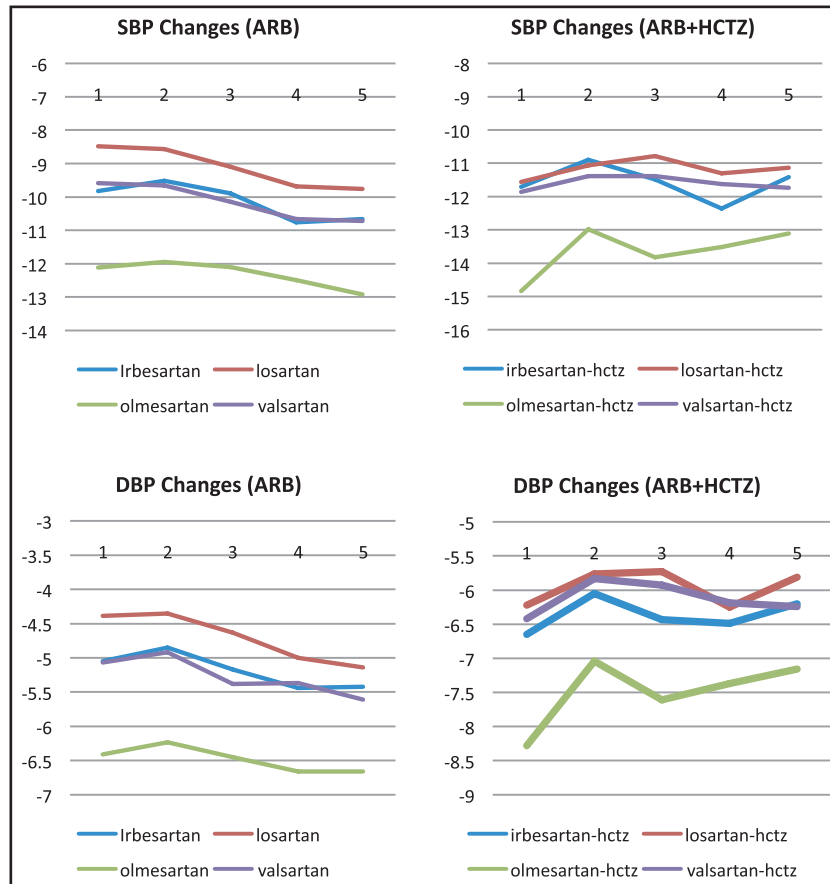 SBP Changes (ARB)
-6
-7
1 2 3 4 5
-8
-9
-10
-11
-12
-13
-14
Irbesartan losartan
olmesartan valsartan
SBP Changes (ARB+HCTZ)
-8
-9
1 2 3 4 5
-10
-11
-12
-13
-14
-15
-16
irbesartan-hctz losartan-hctz
olmesartan-hctz valsartan-hctz
DBP Changes (ARB)
-3
-3.5
1 2 3 4 5
-4
-4.5
-5
-5.5
-6
-6.5
-7
Irbesartan losartan
olmesartan valsartan
DBP Changes (ARB+HCTZ)
-5
-5.5
1 2 3 4 5
-6
-6.5
-7
-7.5
-8
-8.5
-9
irbesartan-hctz losartan-hctz
olmesartan-hctz valsartan-hctz